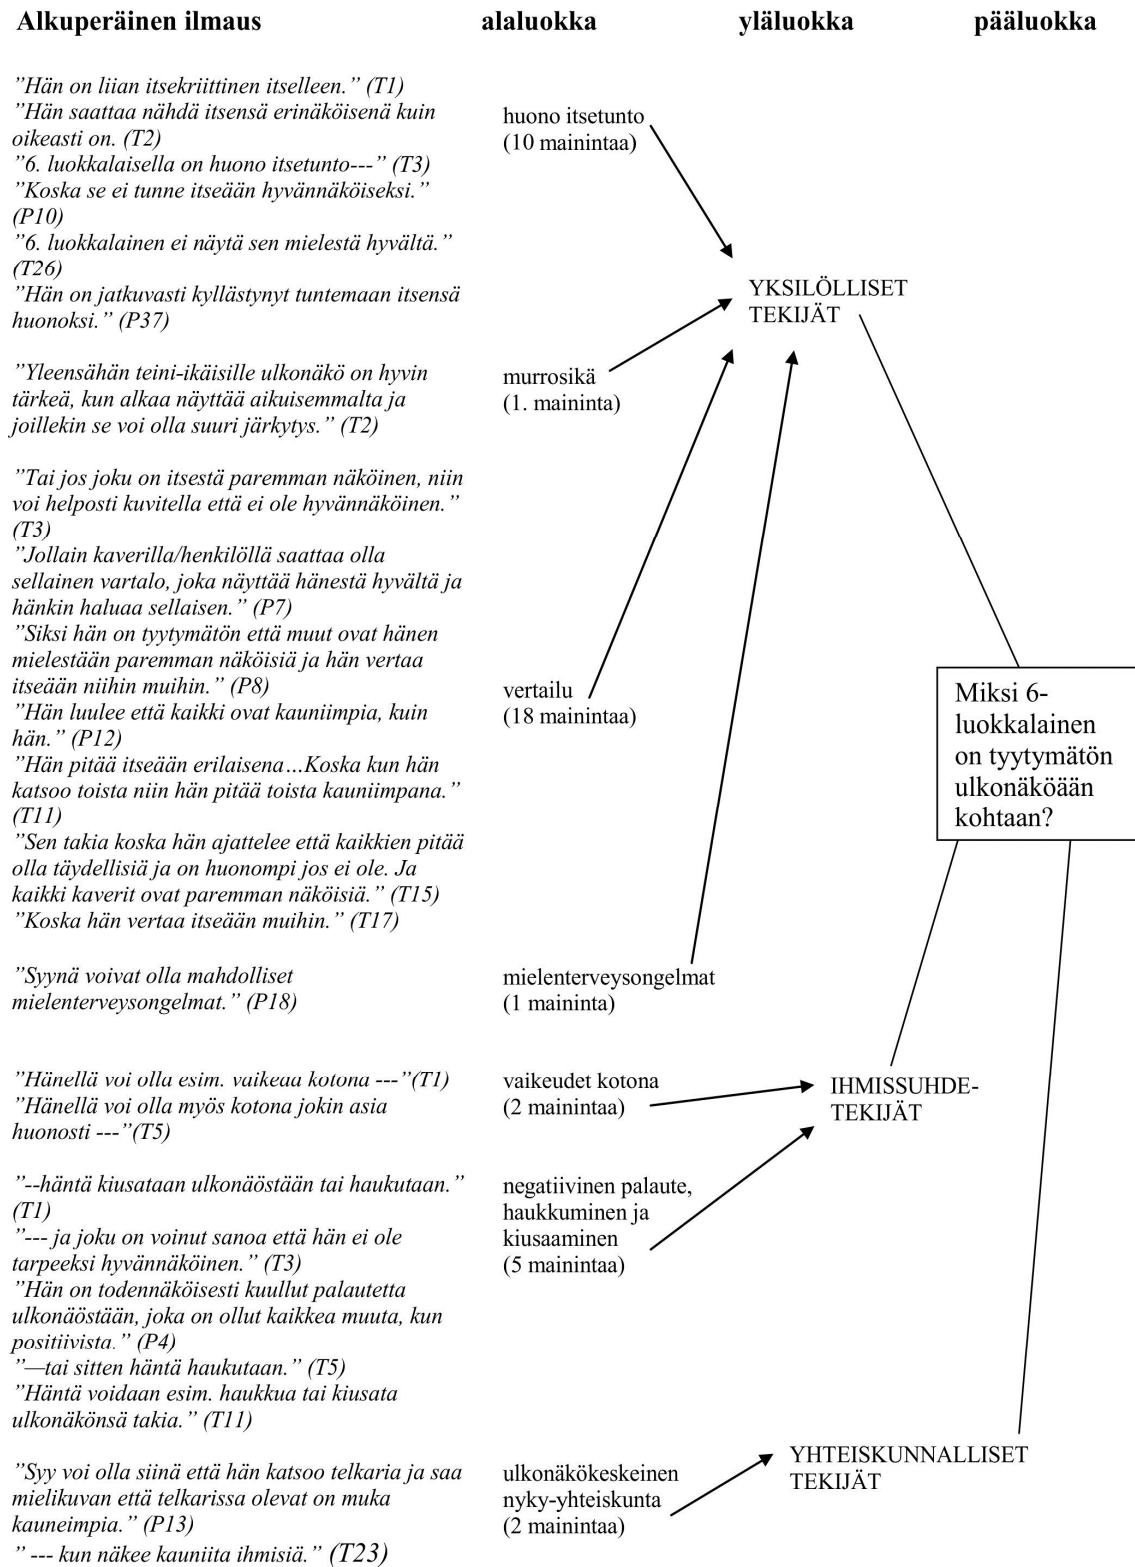 Alkuperäinen ilmaus alaluokka yläluokka pääluokka
”Hän on liian itsekriittinen itselleen.” (T1)
”Hän saattaa nähdä itsensä erinäköisenä kuin
oikeasti on. (T2)
”6. luokkalaisella on huono itsetunto---” (T3)
”Koska se ei tunne itseään hyvännäköiseksi.”
(P10)
”6. luokkalainen ei näytä sen mielestä hyvältä.”
(T26)
”Hän on jatkuvasti kyllästynyt tuntemaan itsensä
huonoksi.” (P37)
huono itsetunto
(10 mainintaa)
YKSILÖLLISET
TEKIJÄT
”Yleensähän teini-ikäisille ulkonäkö on hyvin
tärkeä, kun alkaa näyttää aikuisemmalta ja
joillekin se voi olla suuri järkytys.” (T2)
murrosikä
(1. maininta)
”Tai jos joku on itsestä paremman näköinen, niin
voi helposti kuvitella että ei ole hyvännäköinen.”
(T3)
”Jollain kaverilla/henkilöllä saattaa olla
sellainen vartalo, joka näyttää hänestä hyvältä ja
hänkin haluaa sellaisen.” (P7)
”Siksi hän on tyytymätön että muut ovat hänen
mielestään paremman näköisiä ja hän vertaa
itseään niihin muihin.” (P8)
”Hän luulee että kaikki ovat kauniimpia, kuin
hän.” (P12)
”Hän pitää itseään erilaisena…Koska kun hän
katsoo toista niin hän pitää toista kauniimpana.”
(T11)
”Sen takia koska hän ajattelee että kaikkien pitää
olla täydellisiä ja on huonompi jos ei ole. Ja
kaikki kaverit ovat paremman näköisiä.” (T15)
”Koska hän vertaa itseään muihin.” (T17)
vertailu
(18 mainintaa)
Miksi 6-
luokkalainen
on tyytymätön
ulkonäköään
kohtaan?
”Syynä voivat olla mahdolliset
mielenterveysongelmat.” (P18)
mielenterveysongelmat
(1 maininta)
”Hänellä voi olla esim. vaikeaa kotona ---”(T1)
”Hänellä voi olla myös kotona jokin asia
huonosti ---”(T5)
vaikeudet kotona
(2 mainintaa)
IHMISSUHDE-
TEKIJÄT
”--häntä kiusataan ulkonäöstään tai haukutaan.”
(T1)
”--- ja joku on voinut sanoa että hän ei ole
tarpeeksi hyvännäköinen.” (T3)
”Hän on todennäköisesti kuullut palautetta
ulkonäöstään, joka on ollut kaikkea muuta, kun
positiivista.” (P4)
”—tai sitten häntä haukutaan.” (T5)
”Häntä voidaan esim. haukkua tai kiusata
ulkonäkönsä takia.” (T11)
negatiivinen palaute,
haukkuminen ja
kiusaaminen
(5 mainintaa)
”Syy voi olla siinä että hän katsoo telkaria ja saa
mielikuvan että telkarissa olevat on muka
kauneimpia.” (P13)
” --- kun näkee kauniita ihmisiä.” (T23)
ulkonäkökeskeinen
nyky-yhteiskunta
(2 mainintaa)
YHTEISKUNNALLISET
TEKIJÄT